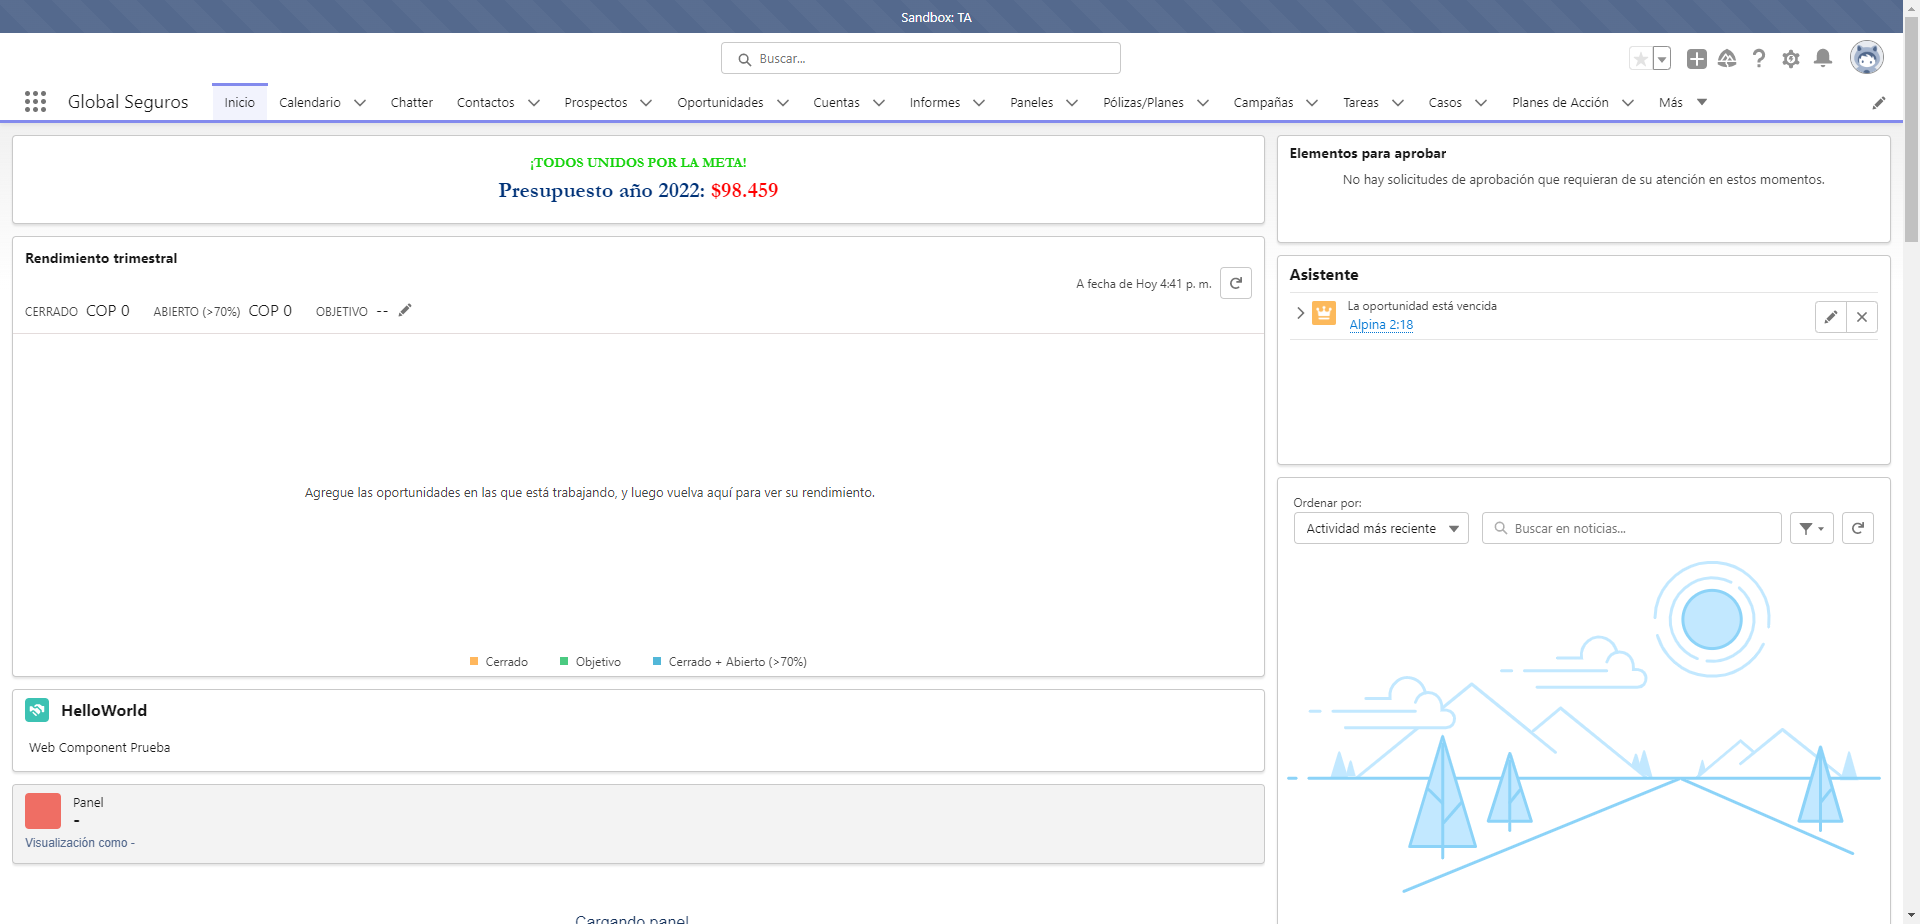 Sandbox: TA
Buscar...
Global Seguros
Inicio
Calendario
Chatter
Contactos
Prospectos
Oportunidades
Cuentas
Informes
Paneles
Pólizas/Planes
Campañas
Tareas
Casos
Planes de Acción
Más
¡TODOS UNIDOS POR LA META!
Presupuesto año 2022: $98.459
Rendimiento trimestral
A fecha de Hoy 4:41 p. m.
CERRADO COP 0 ABIERTO (>70%) COP 0 OBJETIVO --
Agregue las oportunidades en las que está trabajando, y luego vuelva aquí para ver su rendimiento.
Cerrado Objetivo Cerrado + Abierto (>70%)
HelloWorld
Web Component Prueba
Panel
-
Visualización como -
Cargando panel
Elementos para aprobar
No hay solicitudes de aprobación que requieran de su atención en estos momentos.
Asistente
La oportunidad está vencida
Alpina 2:18
Ordenar por:
Actividad más reciente
Buscar en noticias...